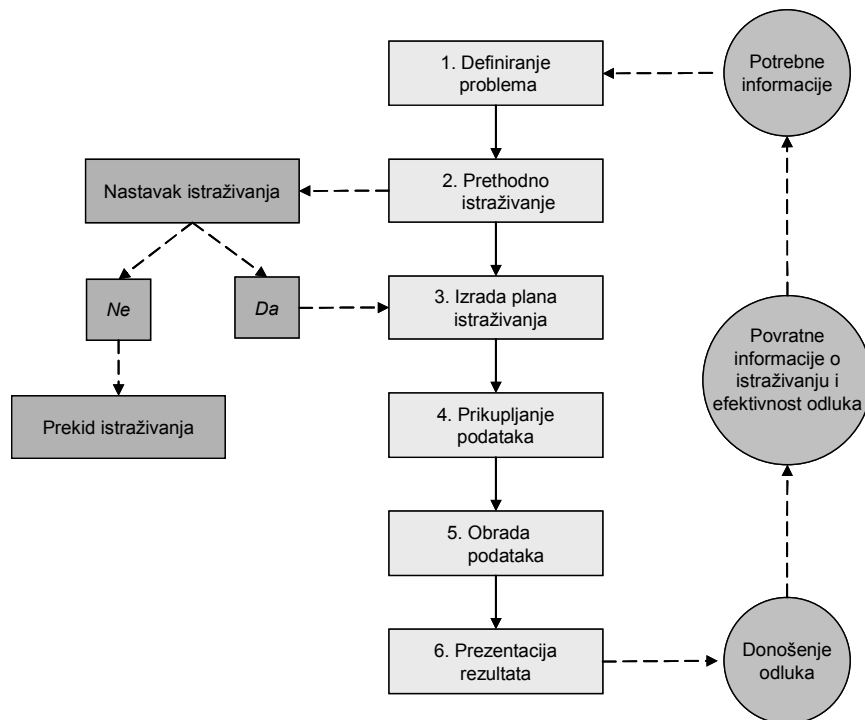 1. Definiranje
problema
Potrebne
informacije
Nastavak istraživanja
2. Prethodno
istraživanje
Ne
Da
3. Izrada plana
istraživanja
Povratne
informacije o
istraživanju i
efektivnost odluka
Prekid istraživanja
4. Prikupljanje
podataka
5. Obrada
podataka
6. Prezentacija
rezultata
Donošenje
odluka